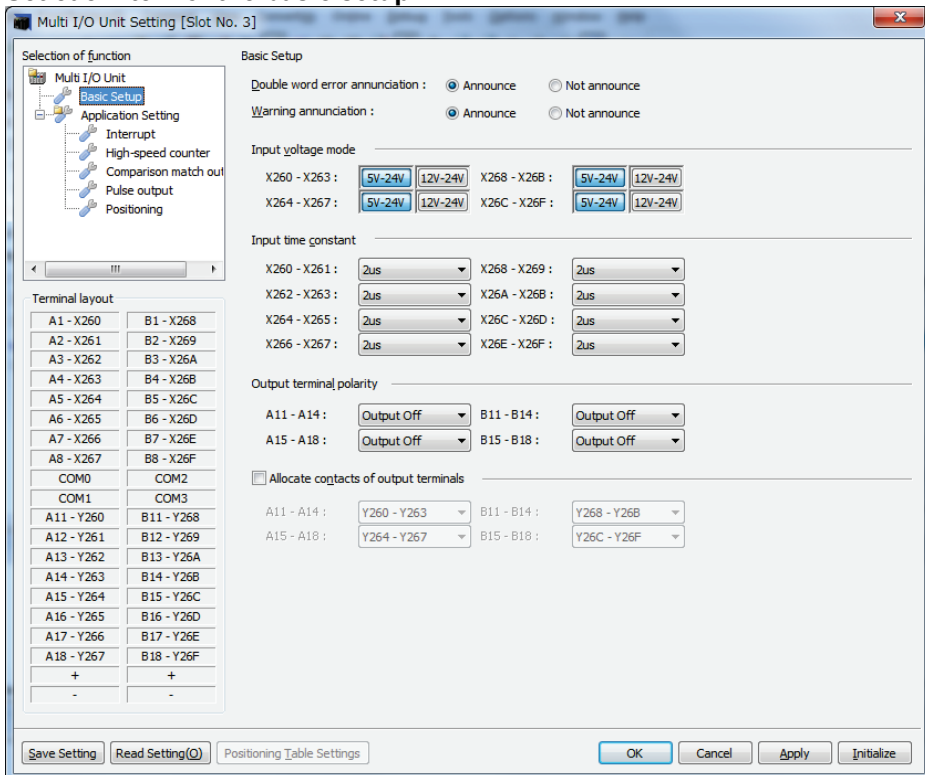 Multi I/O Unit Setting [Slot No. 3]
Selection of function
Multi I/O Unit
Basic Setup
Application Setting
Interrupt
High-speed counter
Comparison match out
Pulse output
Positioning
Terminal layout
A1 - X260 B1 - X268
A2 - X261 B2 - X269
A3 - X262 B3 - X26A
A4 - X263 B4 - X26B
A5 - X264 B5 - X26C
A6 - X265 B6 - X26D
A7 - X266 B7 - X26E
A8 - X267 B8 - X26F
COM0 COM2
COM1 COM3
A11 - Y260 B11 - Y268
A12 - Y261 B12 - Y269
A13 - Y262 B13 - Y26A
A14 - Y263 B14 - Y26B
A15 - Y264 B15 - Y26C
A16 - Y265 B16 - Y26D
A17 - Y266 B17 - Y26E
A18 - Y267 B18 - Y26F
+ +
- -
Basic Setup
Double word error annunciation : Announce Not announce
Warning annunciation : Announce Not announce
Input voltage mode
X260 - X263 : 5V-24V 12V-24V X268 - X26B : 5V-24V 12V-24V
X264 - X267 : 5V-24V 12V-24V X26C - X26F : 5V-24V 12V-24V
Input time constant
X260 - X261 : 2us X268 - X269 : 2us
X262 - X263 : 2us X26A - X26B : 2us
X264 - X265 : 2us X26C - X26D : 2us
X266 - X267 : 2us X26E - X26F : 2us
Output terminal polarity
A11 - A14 : Output Off B11 - B14 : Output Off
A15 - A18 : Output Off B15 - B18 : Output Off
Allocate contacts of output terminals
A11 - A14 : Y260 - Y263 B11 - B14 : Y268 - Y26B
A15 - A18 : Y264 - Y267 B15 - B18 : Y26C - Y26F
Save Setting Read Setting(O) Positioning Table Settings OK Cancel Apply Initialize